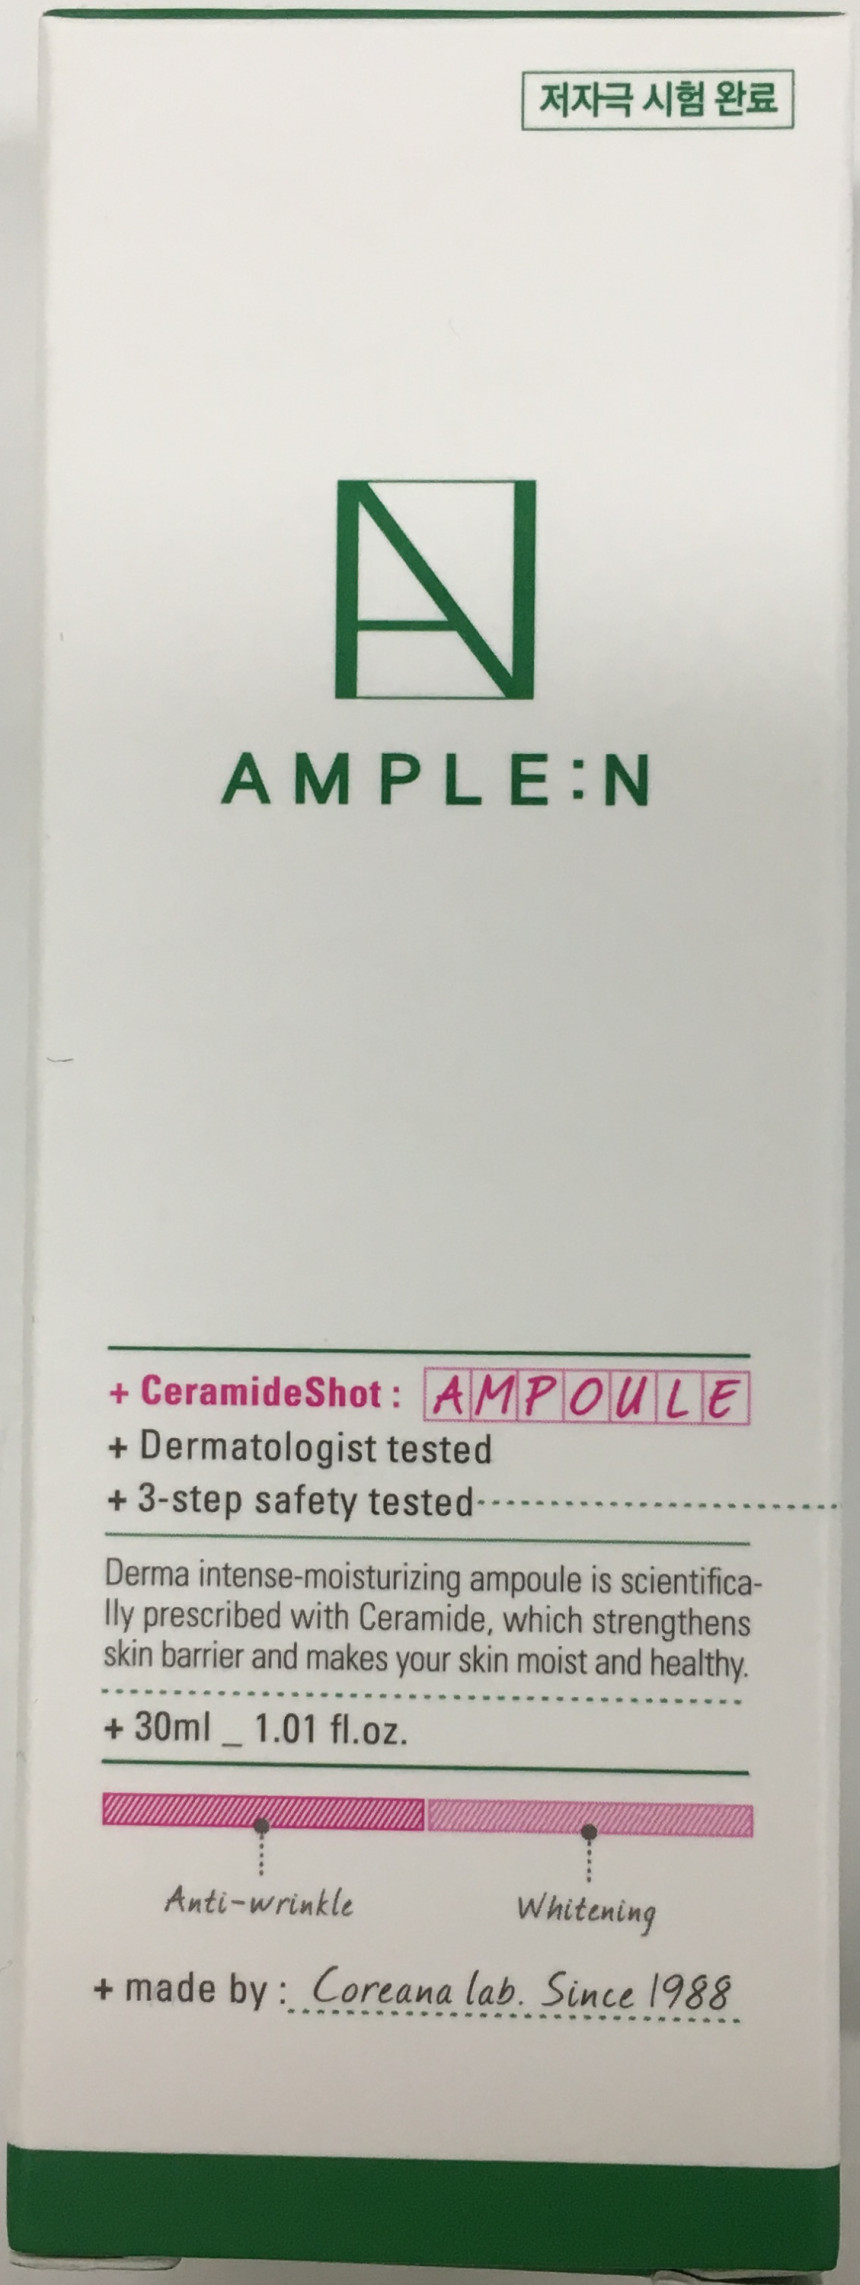 저자극 시험 완료
AMPLE:N
+ CeramideShot : AMPOULE
+ Dermatologist tested
+ 3-step safety tested
Derma intense-moisturizing ampoule is scientifica-
lly prescribed with Ceramide, which strengthens
skin barrier and makes your skin moist and healthy.
+ 30ml _ 1.01 fl.oz.
Anti-wrinkle Whitening
+ made by : Coreana lab. Since 1988